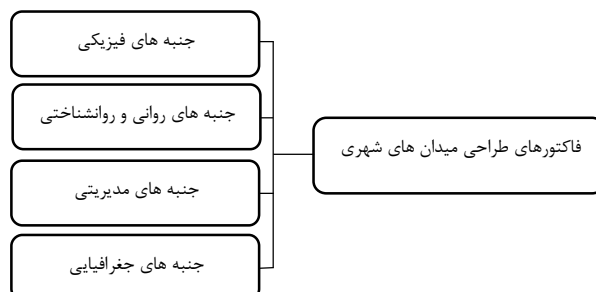 فاکتورهای طراحی میدان های شهری
جنبه های فیزیکی
جنبه های روانی و روانشناختی
جنبه های مدیریتی
جنبه های جغرافیایی